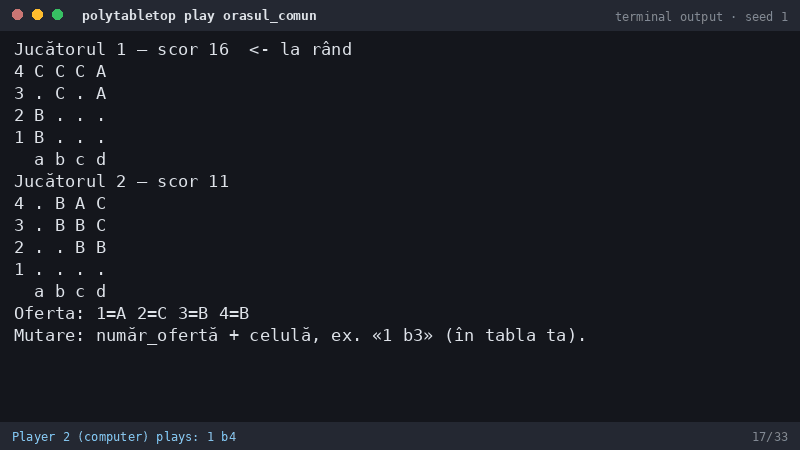 polytabletop play orasul_comun
terminal output · seed 1
Jucătorul 1 — scor 16  <- la rând
4 C C C A
3 . C . A
2 B . . .
1 B . . .
  a b c d
Jucătorul 2 — scor 11
4 . B A C
3 . B B C
2 . . B B
1 . . . .
  a b c d
Oferta: 1=A 2=C 3=B 4=B
Mutare: număr_ofertă + celulă, ex. «1 b3» (în tabla ta).
Player 2 (computer) plays: 1 b4
17/33